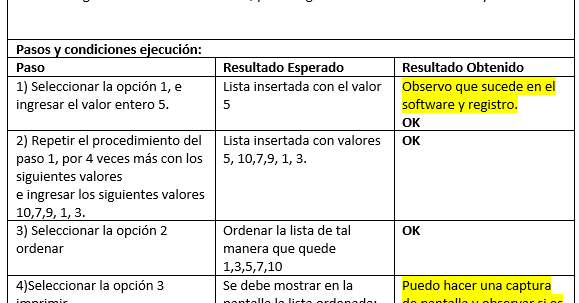 Pasos y condiciones ejecución:
Paso
Resultado Esperado
Resultado Obtenido
1) Seleccionar la opción 1, e
ingresar el valor entero 5.
Lista insertada con el valor
5
Observo que sucede en el
software y registro.
OK
2) Repetir el procedimiento del
paso 1, por 4 veces más con los
siguientes valores
e ingresar los siguientes valores
10,7,9, 1, 3.
Lista insertada con valores
5, 10,7,9, 1, 3.
OK
3) Seleccionar la opción 2
ordenar
Ordenar la lista de tal
manera que quede
1,3,5,7,10
OK
4)Seleccionar la opción 3
imprimir
Se debe mostrar en la
pantalla la lista ordenada:
Puedo hacer una captura
de pantalla y observar si es